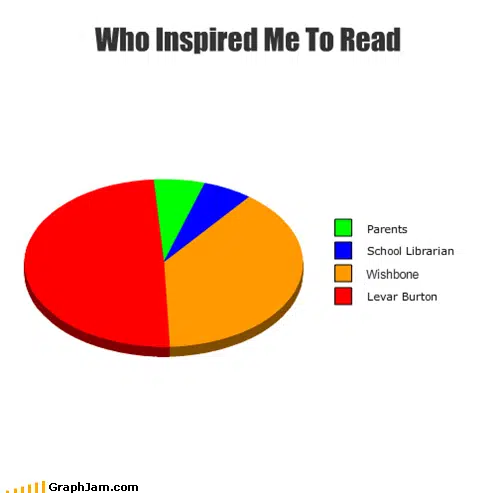 Who Inspired Me To Read
Parents
School Librarian
Wishbone
Levar Burton
GraphJam.com